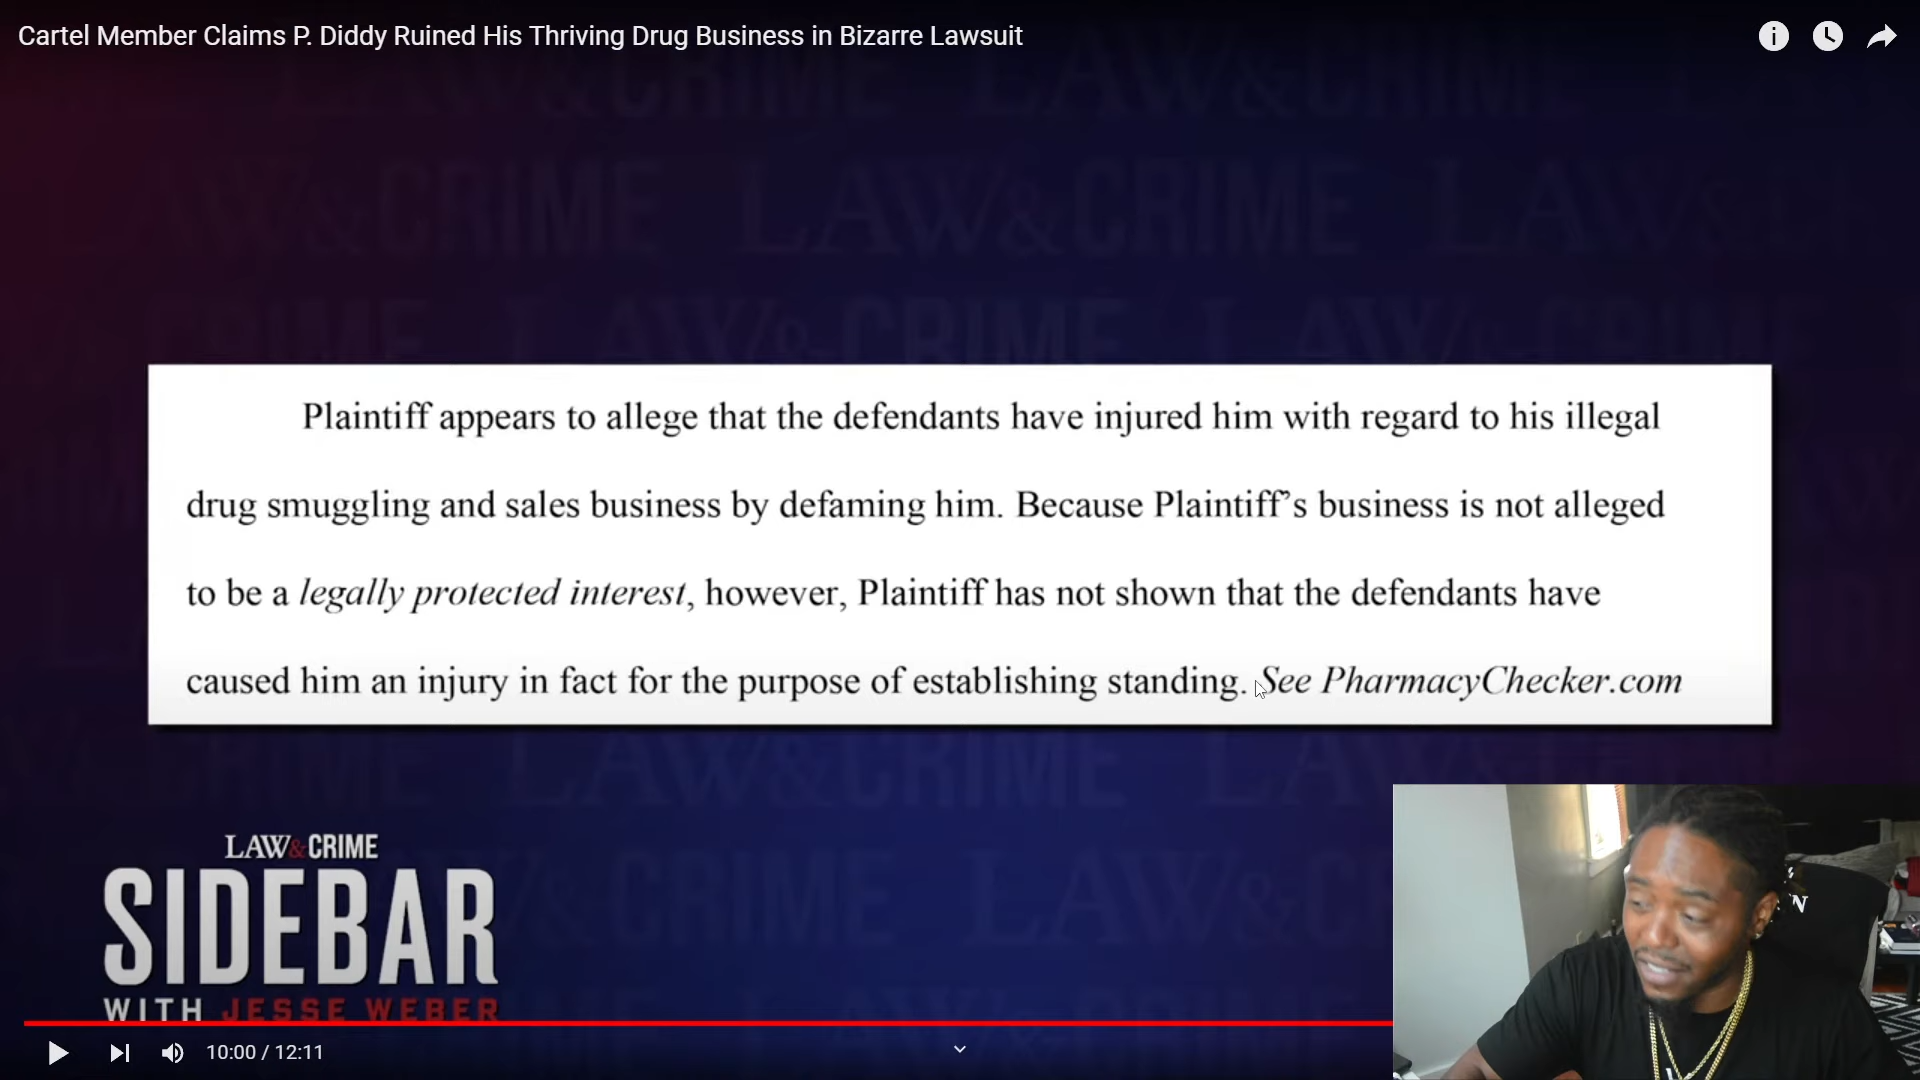 Cartel Member Claims P. Diddy Ruined His Thriving Drug Business in Bizarre Lawsuit
Plaintiff appears to allege that the defendants have injured him with regard to his illegal
drug smuggling and sales business by defaming him. Because Plaintiff's business is not alleged
to be a legally protected interest, however, Plaintiff has not shown that the defendants have
caused him an injury in fact for the purpose of establishing standing. See PharmacyChecker.com
LAW&CRIME
SIDEBAR
WITH JESSE WEBER
10:00 / 12:11